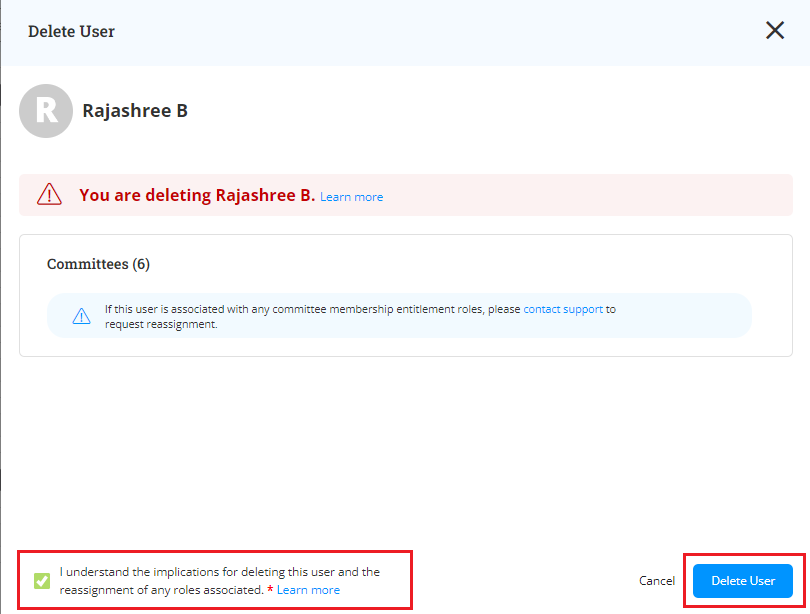 Delete User
R
Rajashree B
You are deleting Rajashree B. Learn more
Committees (6)
If this user is associated with any committee membership entitlement roles, please contact support to
request reassignment.
I understand the implications for deleting this user and the
reassignment of any roles associated. * Learn more
Cancel
Delete User